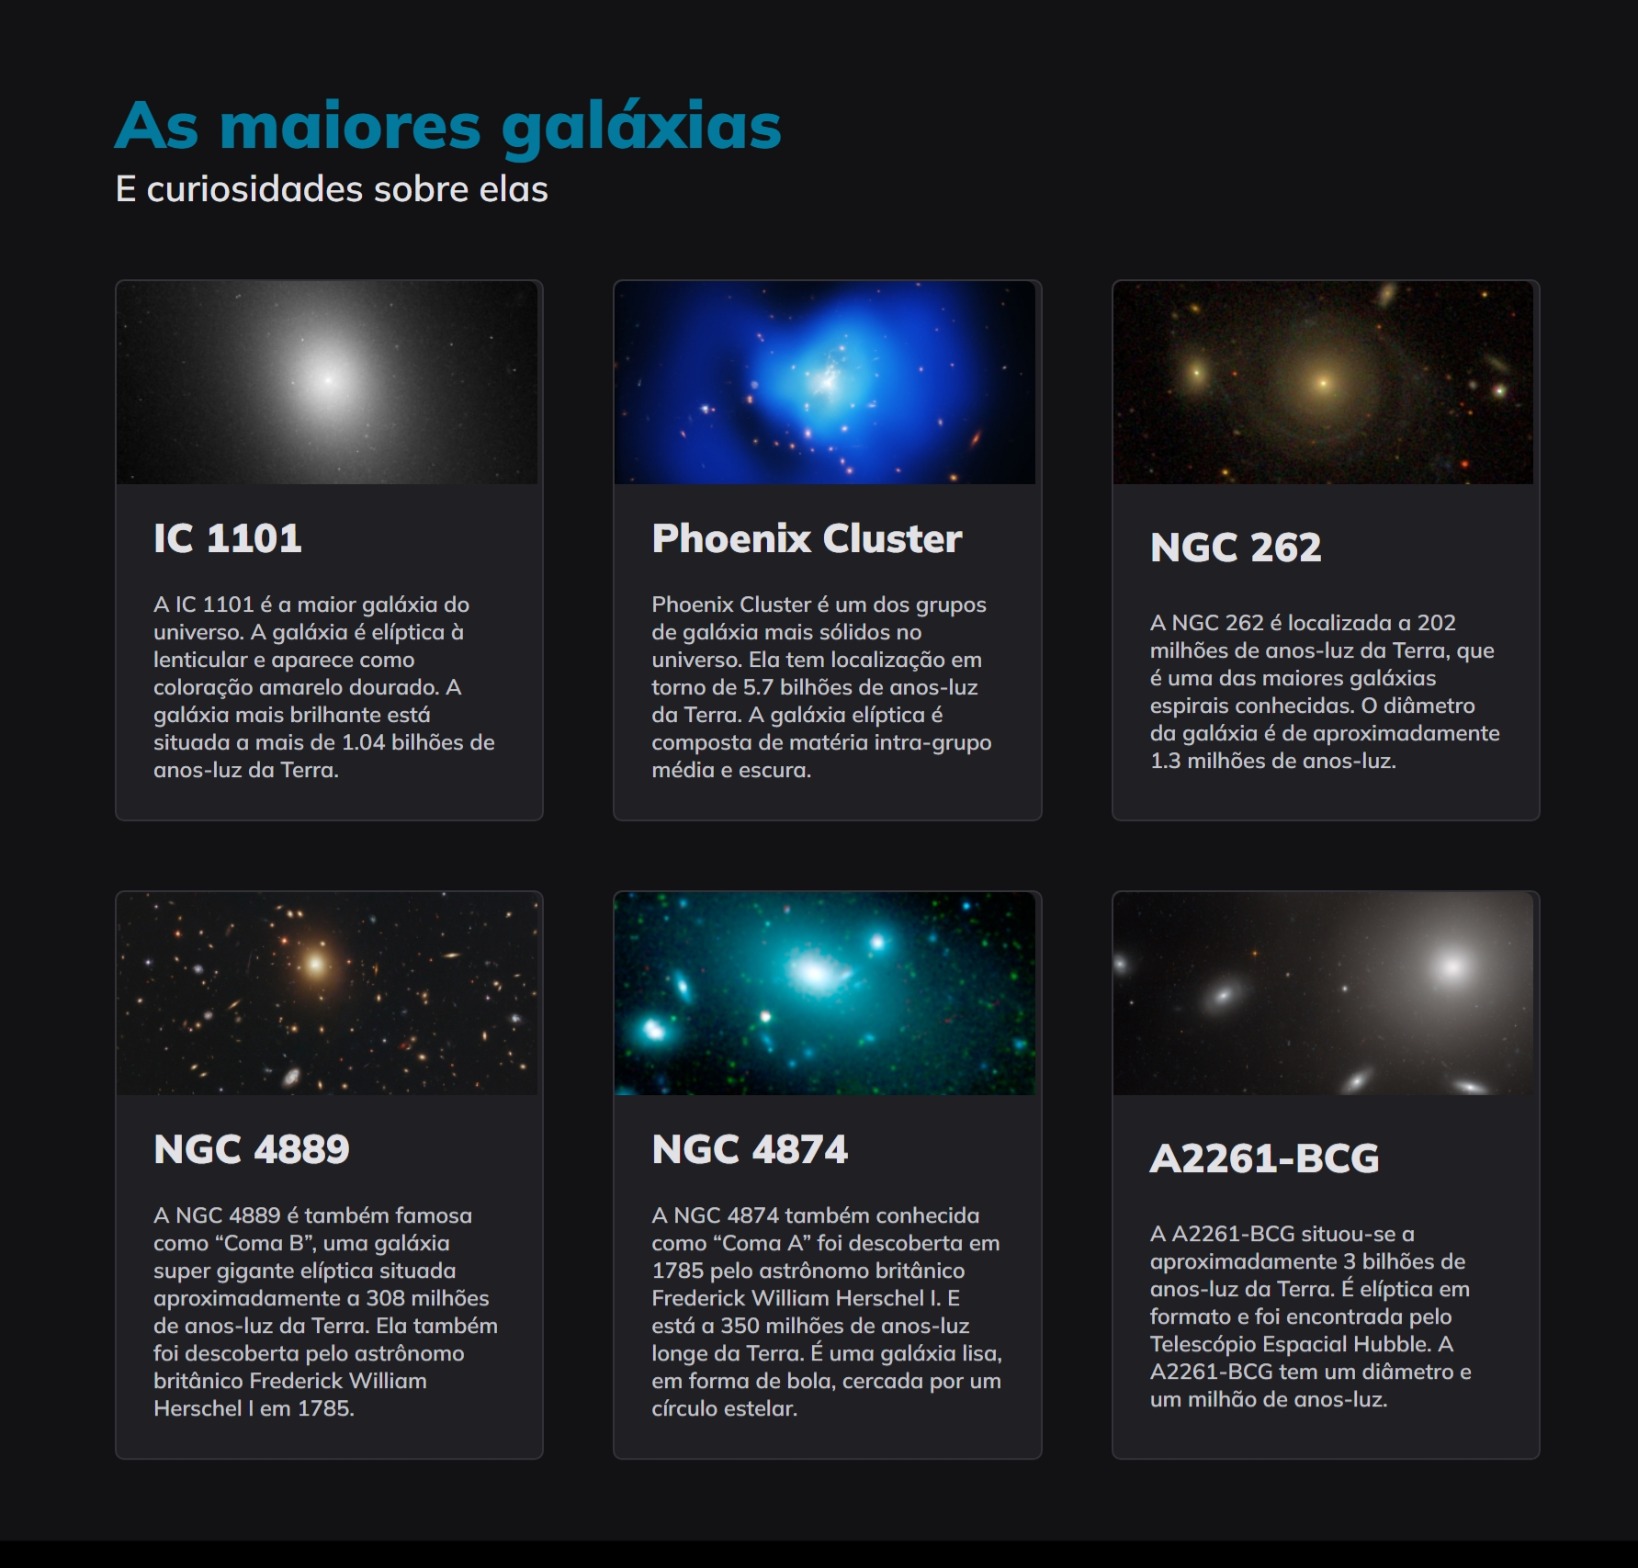 As maiores galáxias
E curiosidades sobre elas
IC 1101
A IC 1101 é a maior galáxia do
universo. A galáxia é elíptica à
lenticular e aparece como
coloração amarelo dourado. A
galáxia mais brilhante está
situada a mais de 1.04 bilhões de
anos-luz da Terra.
Phoenix Cluster
Phoenix Cluster é um dos grupos
de galáxia mais sólidos no
universo. Ela tem localização em
torno de 5.7 bilhões de anos-luz
da Terra. A galáxia elíptica é
composta de matéria intra-grupo
média e escura.
NGC 262
A NGC 262 é localizada a 202
milhões de anos-luz da Terra, que
é uma das maiores galáxias
espirais conhecidas. O diâmetro
da galáxia é de aproximadamente
1.3 milhões de anos-luz.
NGC 4889
A NGC 4889 é também famosa
como “Coma B”, uma galáxia
super gigante elíptica situada
aproximadamente a 308 milhões
de anos-luz da Terra. Ela também
foi descoberta pelo astrônomo
britânico Frederick William
Herschel I em 1785.
NGC 4874
A NGC 4874 também conhecida
como “Coma A” foi descoberta em
1785 pelo astrônomo britânico
Frederick William Herschel I. E
está a 350 milhões de anos-luz
longe da Terra. É uma galáxia lisa,
em forma de bola, cercada por um
círculo estelar.
A2261-BCG
A A2261-BCG situou-se a
aproximadamente 3 bilhões de
anos-luz da Terra. É elíptica em
formato e foi encontrada pelo
Telescópio Espacial Hubble. A
A2261-BCG tem um diâmetro e
um milhão de anos-luz.